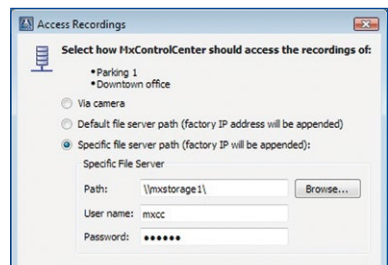 Access Recordings
Select how MxControlCenter should access the recordings of:
•Parking 1
•Downtown office
Via camera
Default file server path (factory IP address will be appended)
Specific file server path (factory IP will be appended):
Specific File Server
Path: \\mxstorage1\ Browse...
User name: mxcc
Password: ••••••